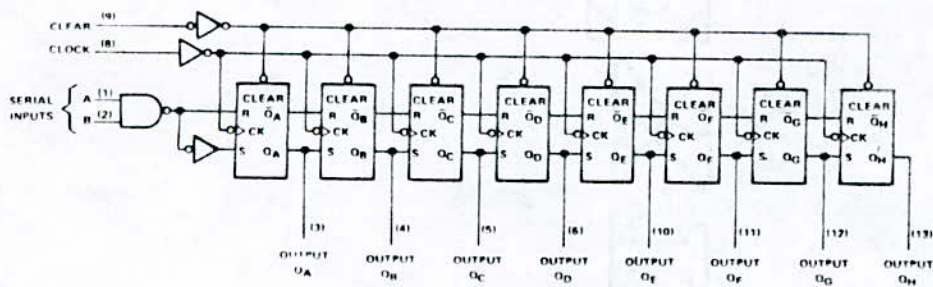 CLEAR (9)
CLOCK (8)
SERIAL INPUTS { A (1)
B (2)
CLEAR CLEAR CLEAR CLEAR CLEAR CLEAR CLEAR CLEAR
R Q̄A R Q̄B R Q̄C R Q̄D R Q̄E R Q̄F R Q̄G R Q̄H
CK CK CK CK CK CK CK CK
S QA S QB S QC S QD S QE S QF S QG S QH
(3) (4) (5) (6) (10) (11) (12) (13)
OUTPUT OUTPUT OUTPUT OUTPUT OUTPUT OUTPUT OUTPUT OUTPUT
QA QB QC QD QE QF QG QH